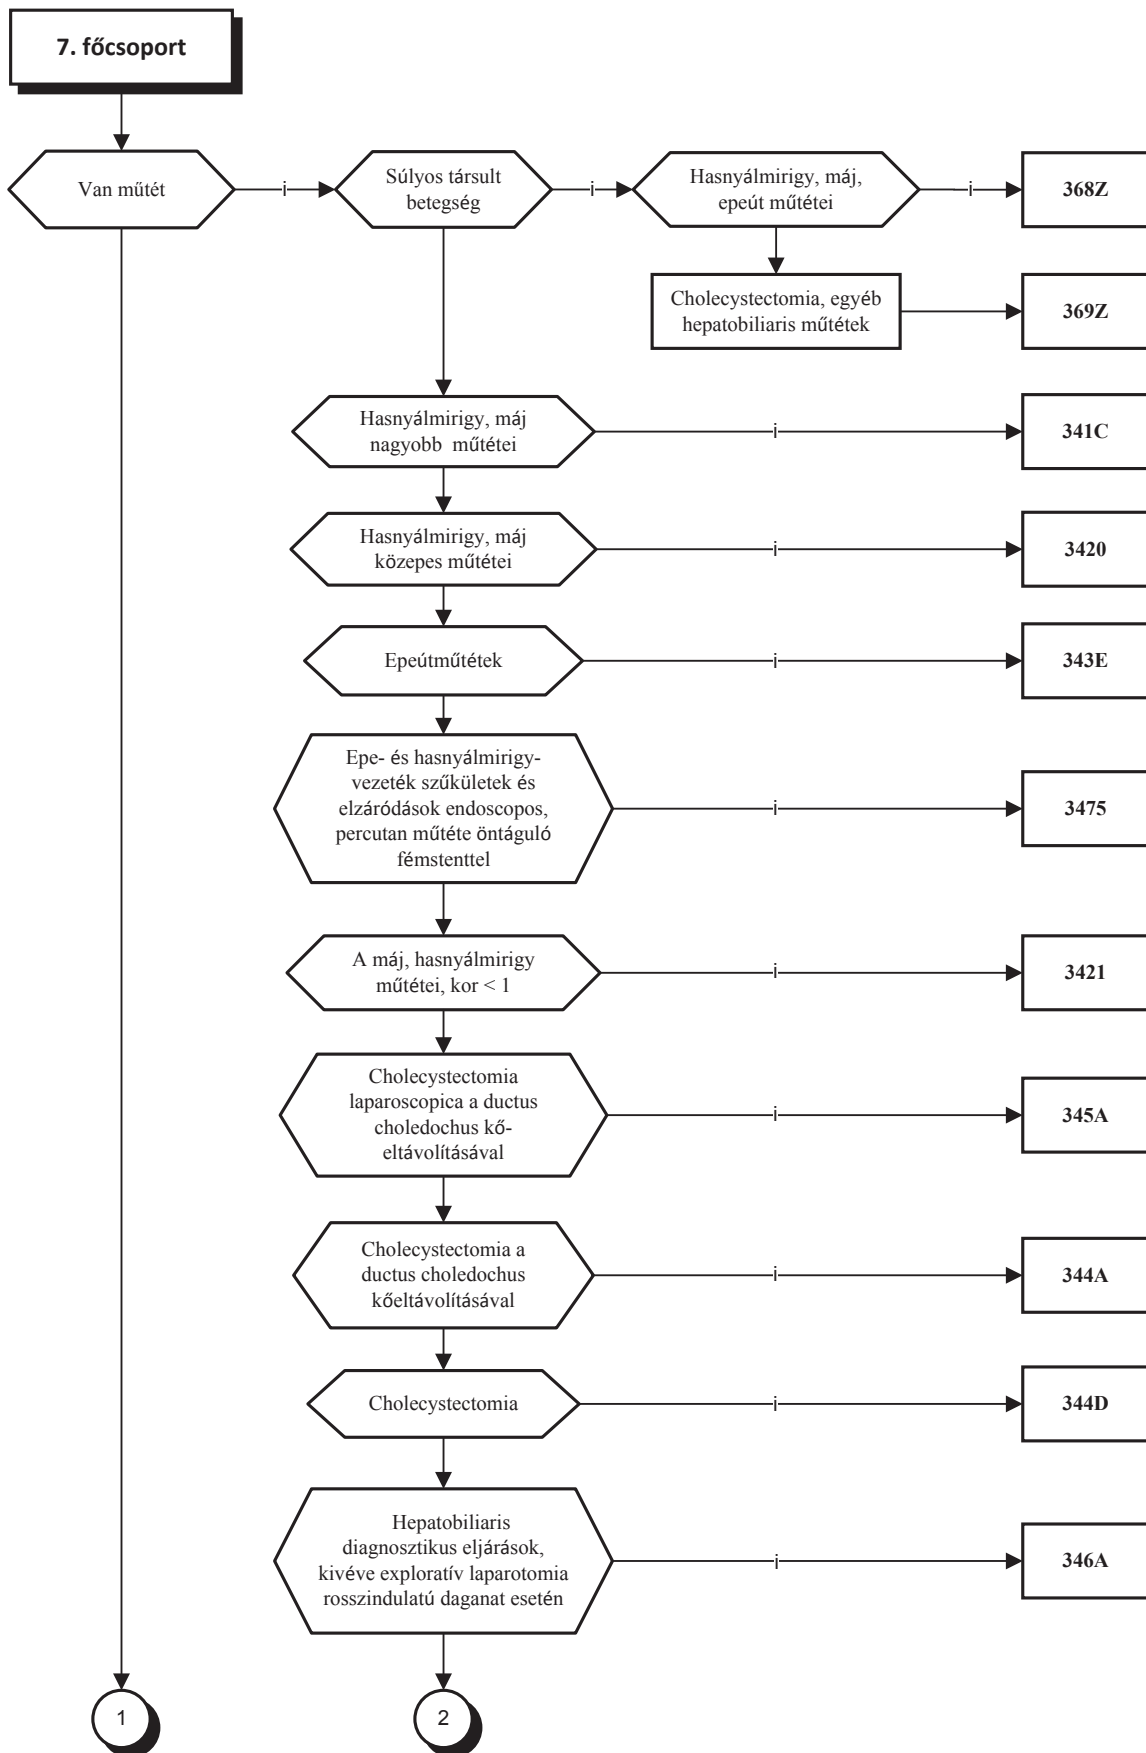 7. főcsoport
Van műtét
i
Súlyos társult
betegség
i
Hasnyálmirigy, máj,
epeút műtétei
i
368Z
Cholecystectomia, egyéb
hepatobiliaris műtétek
369Z
Hasnyálmirigy, máj
nagyobb műtétei
i
341C
Hasnyálmirigy, máj
közepes műtétei
i
3420
Epeútműtétek
i
343E
Epe- és hasnyálmirigy-
vezeték szűkületek és
elzáródások endoscopos,
percutan műtéte öntáguló
fémstenttel
i
3475
A máj, hasnyálmirigy
műtétei, kor < 1
i
3421
Cholecystectomia
laparoscopica a ductus
choledochus kő-
eltávolításával
i
345A
Cholecystectomia a
ductus choledochus
kőeltávolításával
i
344A
Cholecystectomia
i
344D
Hepatobiliaris
diagnosztikus eljárások,
kivéve exploratív laparotomia
rosszindulatú daganat esetén
i
346A
1
2